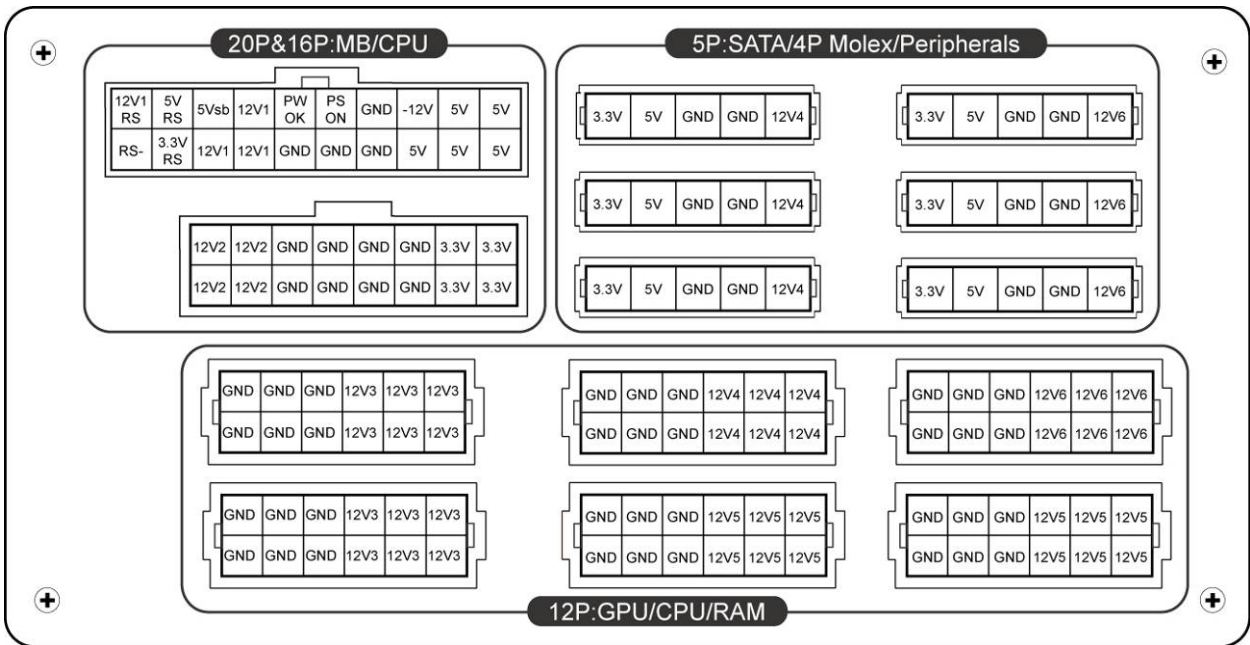 20P&16P:MB/CPU
12V1 RS 5V RS 5Vsb 12V1 PW OK PS ON GND -12V 5V 5V
RS- 3.3V RS 12V1 12V1 GND GND GND 5V 5V 5V
12V2 12V2 GND GND GND GND 3.3V 3.3V
12V2 12V2 GND GND GND GND 3.3V 3.3V
5P:SATA/4P Molex/Peripherals
3.3V 5V GND GND 12V4
3.3V 5V GND GND 12V6
3.3V 5V GND GND 12V4
3.3V 5V GND GND 12V6
3.3V 5V GND GND 12V4
3.3V 5V GND GND 12V6
GND GND GND 12V3 12V3 12V3
GND GND GND 12V3 12V3 12V3
GND GND GND 12V4 12V4 12V4
GND GND GND 12V4 12V4 12V4
GND GND GND 12V6 12V6 12V6
GND GND GND 12V6 12V6 12V6
GND GND GND 12V3 12V3 12V3
GND GND GND 12V3 12V3 12V3
GND GND GND 12V5 12V5 12V5
GND GND GND 12V5 12V5 12V5
GND GND GND 12V5 12V5 12V5
GND GND GND 12V5 12V5 12V5
12P:GPU/CPU/RAM